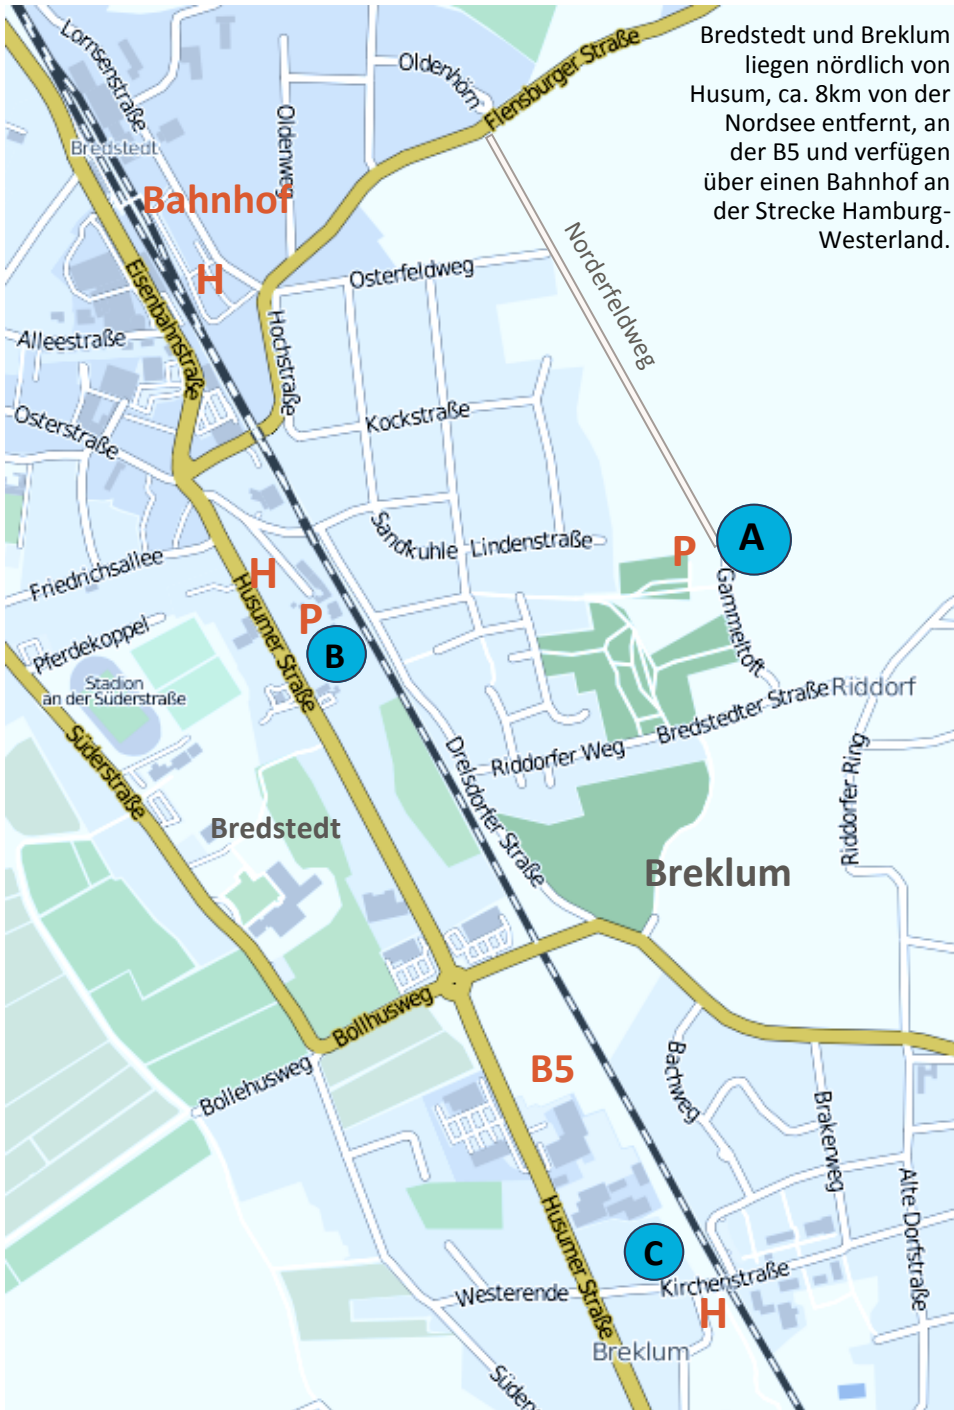 Bredstedt und Breklum
liegen nördlich von
Husum, ca. 8km von der
Nordsee entfernt, an
der B5 und verfügen
über einen Bahnhof an
der Strecke Hamburg-
Westerland.
Lornsenstraße
Oldenhörn
Flensburger Straße
Oldenweg
Bredstedt
Bahnhof
H
Norderfeldweg
Osterfeldweg
Eisenbahnstraße
Hochstraße
Alleestraße
Kockstraße
Osterstraße
Sandkuhle
Lindenstraße
P
A
Friedrichsallee
H
Husumer Straße
Gammeltoft
P
B
Pferdekoppel
Stadion
an der Süderstraße
Bredstedter Straße
Riddorf
Süderstraße
Drelsdorfer Straße
Riddorfer Weg
Riddorfer Ring
Bredstedt
Breklum
Bollhusweg
Bollehusweg
B5
Bachweg
Brakerweg
Alte-Dorfstraße
Husumer Straße
C
Kirchenstraße
Westerende
H
Breklum
Süder